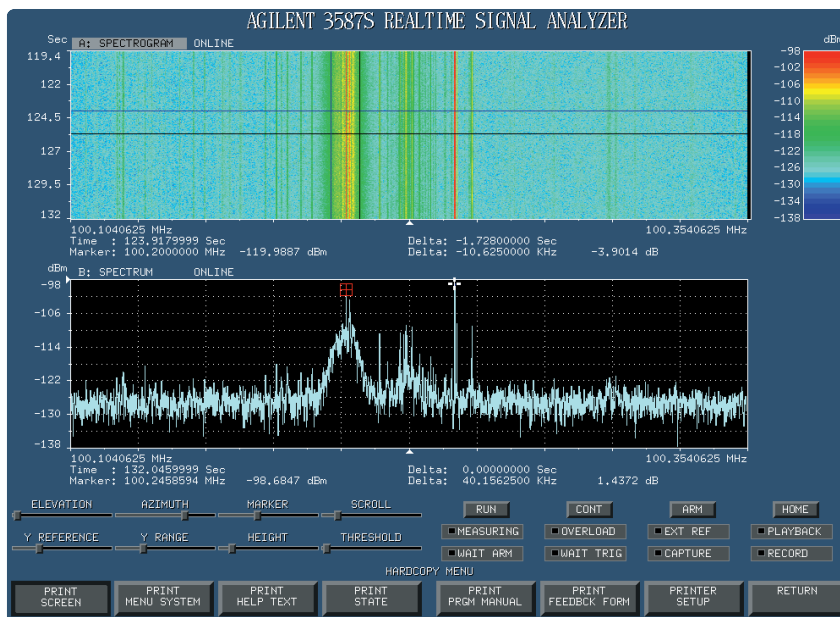 AGILENT 3587S REALTIME SIGNAL ANALYZER
Sec A: SPECTROGRAM ONLINE dBm
119.4
122
124.5
127
129.5
132
-98
-102
-106
-110
-114
-118
-122
-126
-130
-134
-138
100.1040625 MHz 100.3540625 MHz
Time : 123.9179999 Sec Delta: -1.72800000 Sec
Marker: 100.2000000 MHz -119.9887 dBm Delta: -10.6250000 KHz -3.9014 dB
dBm B: SPECTRUM ONLINE
-98
-106
-114
-122
-130
-138
100.1040625 MHz 100.3540625 MHz
Time : 132.0459999 Sec Delta: 0.00000000 Sec
Marker: 100.2458594 MHz -98.6847 dBm Delta: 40.1562500 KHz 1.4372 dB
ELEVATION AZIMUTH MARKER SCROLL RUN CONT ARM HOME
MEASURING OVERLOAD EXT REF PLAYBACK
Y REFERENCE Y RANGE HEIGHT THRESHOLD
WAIT ARM WAIT TRIG CAPTURE RECORD
HARDCOPY MENU
PRINT SCREEN
PRINT MENU SYSTEM
PRINT HELP TEXT
PRINT STATE
PRINT PRGM MANUAL
PRINT FEEDBCK FORM
PRINTER SETUP
RETURN